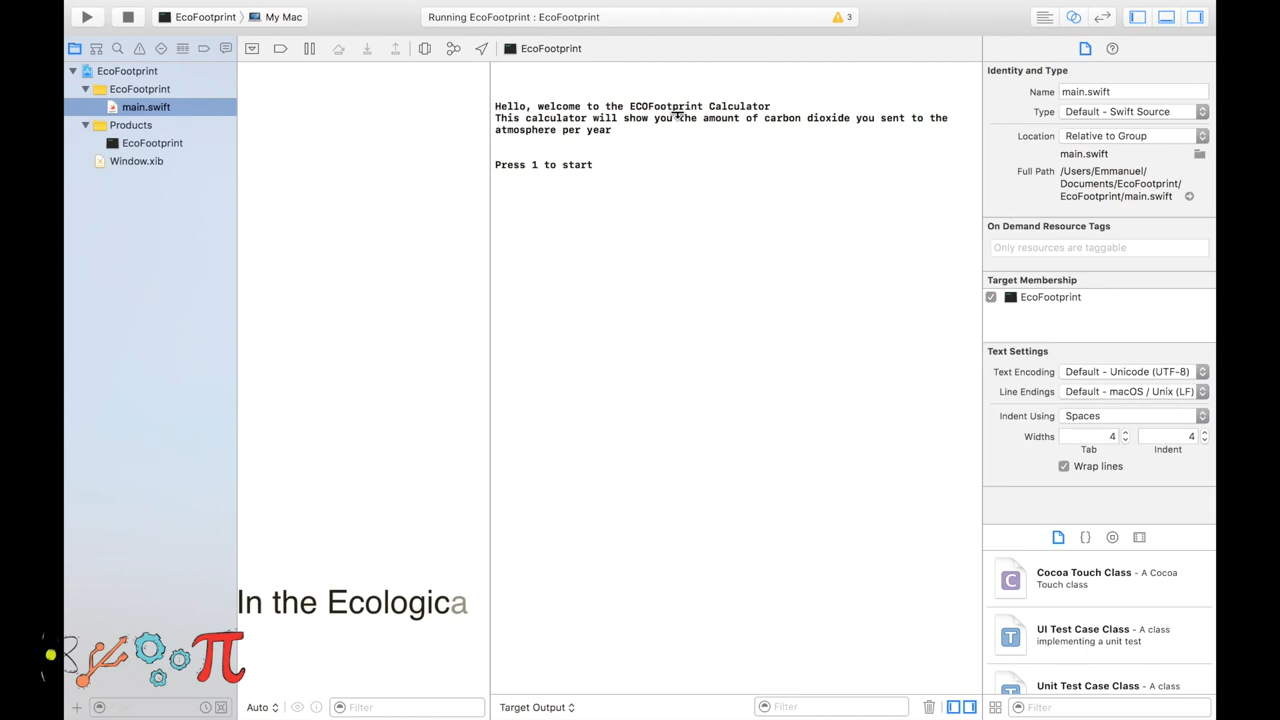 EcoFootprint 〉 My Mac
Running EcoFootprint : EcoFootprint
3
EcoFootprint
EcoFootprint
EcoFootprint
main.swift
Products
EcoFootprint
Window.xib
Hello, welcome to the ECOFootprint Calculator
This calculator will show you the amount of carbon dioxide you sent to the
atmosphere per year
Press 1 to start
In the Ecologica
Auto
Filter
Target Output
Filter
Identity and Type
Name main.swift
Type Default - Swift Source
Location Relative to Group
main.swift
Full Path /Users/Emmanuel/
Documents/EcoFootprint/
EcoFootprint/main.swift
On Demand Resource Tags
Only resources are taggable
Target Membership
EcoFootprint
Text Settings
Text Encoding Default - Unicode (UTF-8)
Line Endings Default - macOS / Unix (LF)
Indent Using Spaces
Widths 4 4
Tab Indent
Wrap lines
{}
C
Cocoa Touch Class - A Cocoa
Touch class
T
UI Test Case Class - A class
implementing a unit test
T
Unit Test Case Class - A class
Filter
π